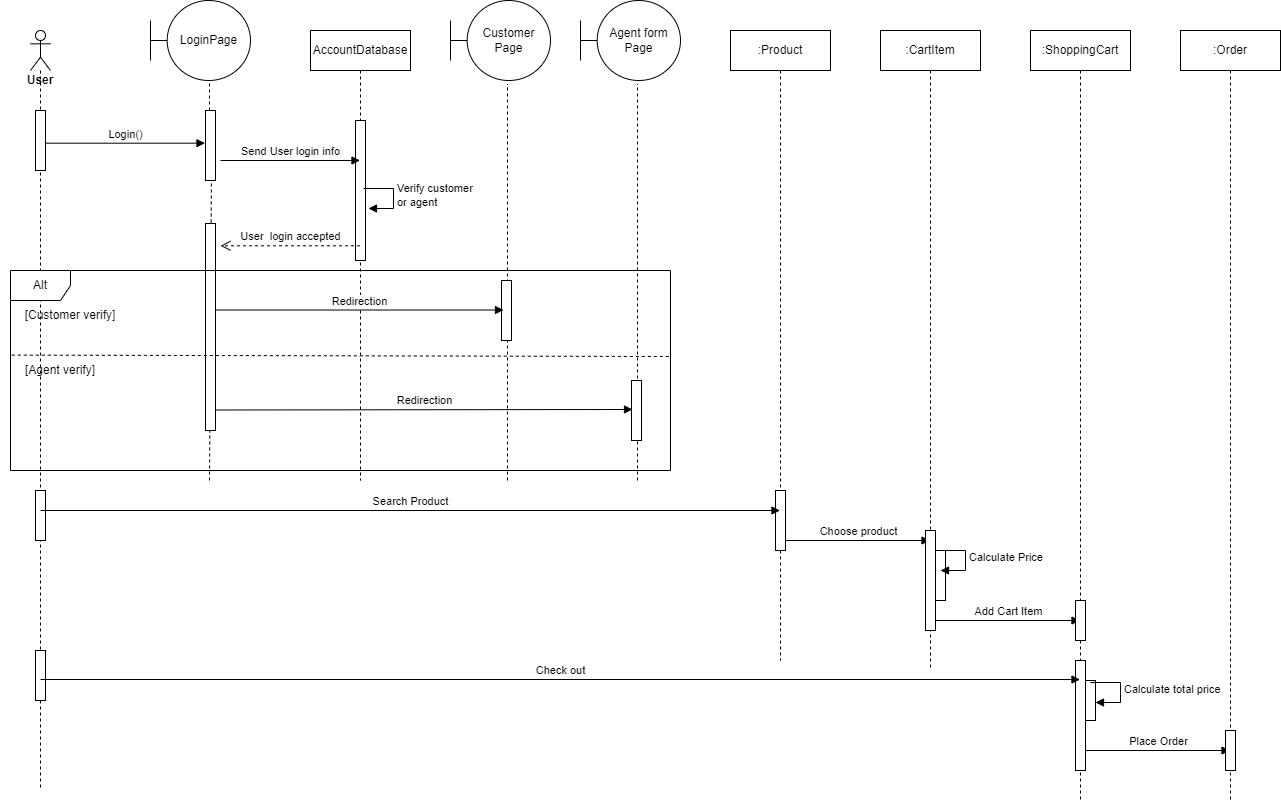 User
LoginPage
AccountDatabase
Customer
Page
Agent form
Page
:Product
:CartItem
:ShoppingCart
:Order
Login()
Send User login info
Verify customer
or agent
User  login accepted
Alt
[Customer verify]
Redirection
[Agent verify]
Redirection
Search Product
Choose product
Calculate Price
Add Cart Item
Check out
Calculate total price
Place Order